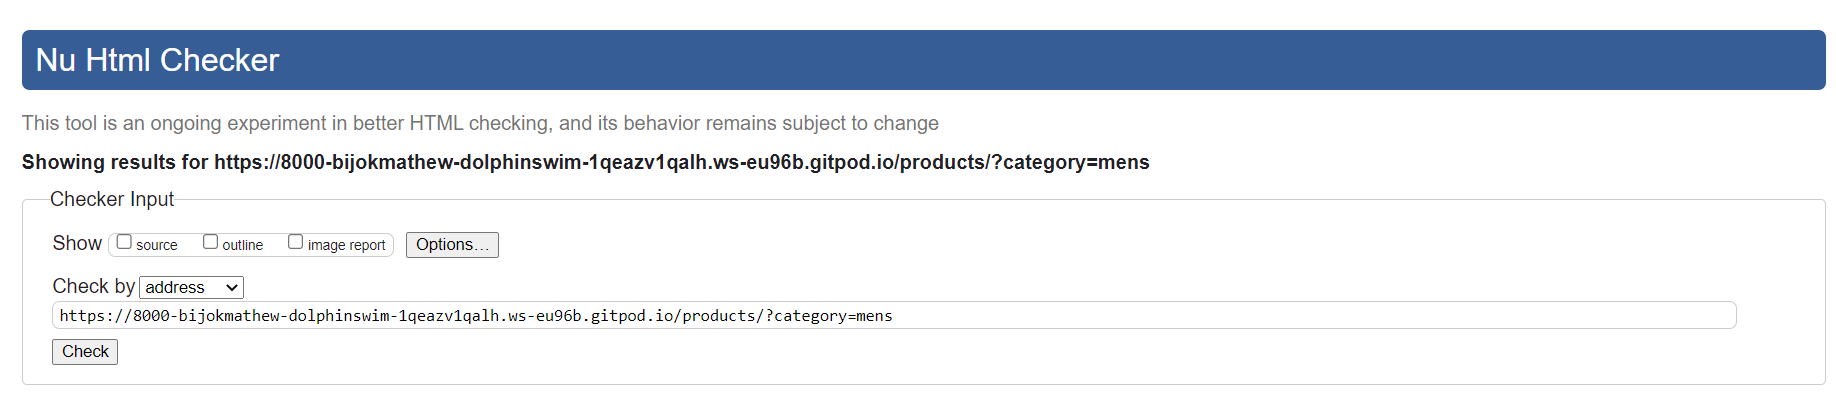 Nu Html Checker
This tool is an ongoing experiment in better HTML checking, and its behavior remains subject to change
Showing results for https://8000-bijokmathew-dolphinswim-1qeazv1qalh.ws-eu96b.gitpod.io/products/?category=mens
Checker Input
Show source outline image report Options...
Check by address
https://8000-bijokmathew-dolphinswim-1qeazv1qalh.ws-eu96b.gitpod.io/products/?category=mens
Check